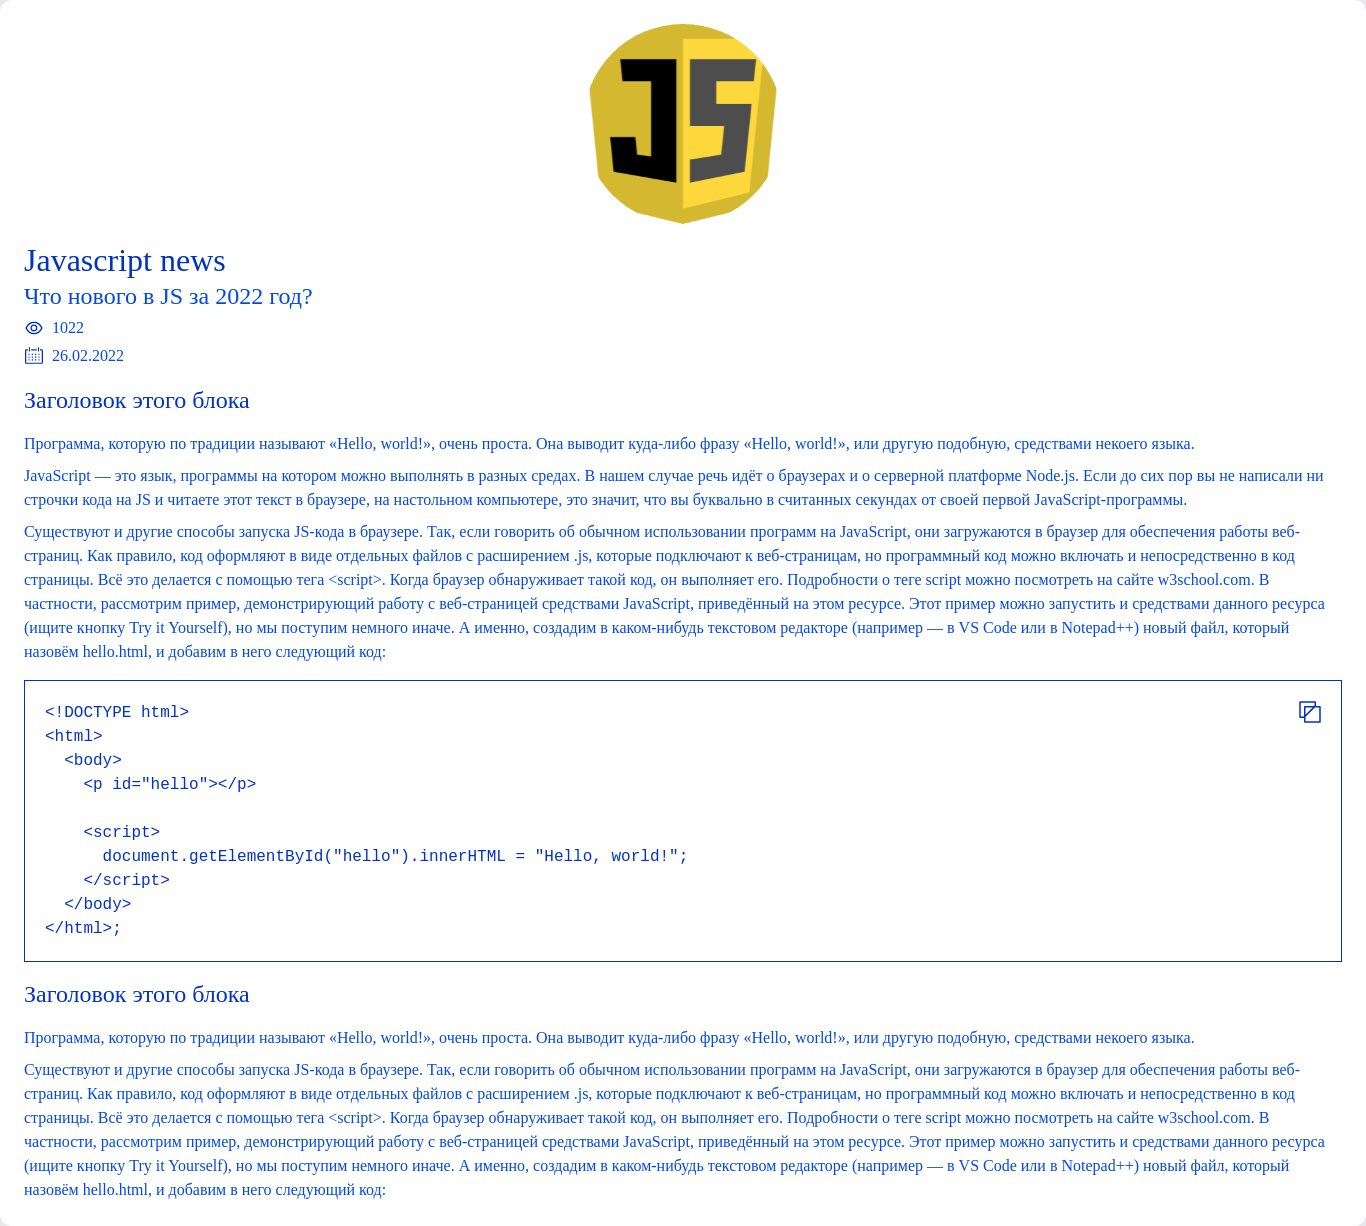 JS
Javascript news
Что нового в JS за 2022 год?
1022
26.02.2022
Заголовок этого блока
Программа, которую по традиции называют «Hello, world!», очень проста. Она выводит куда-либо фразу «Hello, world!», или другую подобную, средствами некоего языка.
JavaScript — это язык, программы на котором можно выполнять в разных средах. В нашем случае речь идёт о браузерах и о серверной платформе Node.js. Если до сих пор вы не написали ни
строчки кода на JS и читаете этот текст в браузере, на настольном компьютере, это значит, что вы буквально в считанных секундах от своей первой JavaScript-программы.
Существуют и другие способы запуска JS-кода в браузере. Так, если говорить об обычном использовании программ на JavaScript, они загружаются в браузер для обеспечения работы веб-
страниц. Как правило, код оформляют в виде отдельных файлов с расширением .js, которые подключают к веб-страницам, но программный код можно включать и непосредственно в код
страницы. Всё это делается с помощью тега <script>. Когда браузер обнаруживает такой код, он выполняет его. Подробности о теге script можно посмотреть на сайте w3school.com. В
частности, рассмотрим пример, демонстрирующий работу с веб-страницей средствами JavaScript, приведённый на этом ресурсе. Этот пример можно запустить и средствами данного ресурса
(ищите кнопку Try it Yourself), но мы поступим немного иначе. А именно, создадим в каком-нибудь текстовом редакторе (например — в VS Code или в Notepad++) новый файл, который
назовём hello.html, и добавим в него следующий код:
<!DOCTYPE html>
<html>
  <body>
    <p id="hello"></p>

    <script>
      document.getElementById("hello").innerHTML = "Hello, world!";
    </script>
  </body>
</html>;
Заголовок этого блока
Программа, которую по традиции называют «Hello, world!», очень проста. Она выводит куда-либо фразу «Hello, world!», или другую подобную, средствами некоего языка.
Существуют и другие способы запуска JS-кода в браузере. Так, если говорить об обычном использовании программ на JavaScript, они загружаются в браузер для обеспечения работы веб-
страниц. Как правило, код оформляют в виде отдельных файлов с расширением .js, которые подключают к веб-страницам, но программный код можно включать и непосредственно в код
страницы. Всё это делается с помощью тега <script>. Когда браузер обнаруживает такой код, он выполняет его. Подробности о теге script можно посмотреть на сайте w3school.com. В
частности, рассмотрим пример, демонстрирующий работу с веб-страницей средствами JavaScript, приведённый на этом ресурсе. Этот пример можно запустить и средствами данного ресурса
(ищите кнопку Try it Yourself), но мы поступим немного иначе. А именно, создадим в каком-нибудь текстовом редакторе (например — в VS Code или в Notepad++) новый файл, который
назовём hello.html, и добавим в него следующий код: